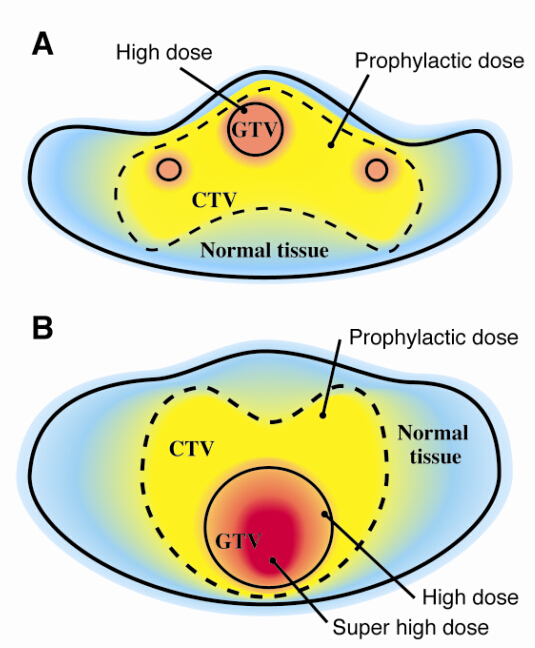 A
High dose
Prophylactic dose
GTV
CTV
Normal tissue
B
Prophylactic dose
CTV
Normal
tissue
GTV
High dose
Super high dose